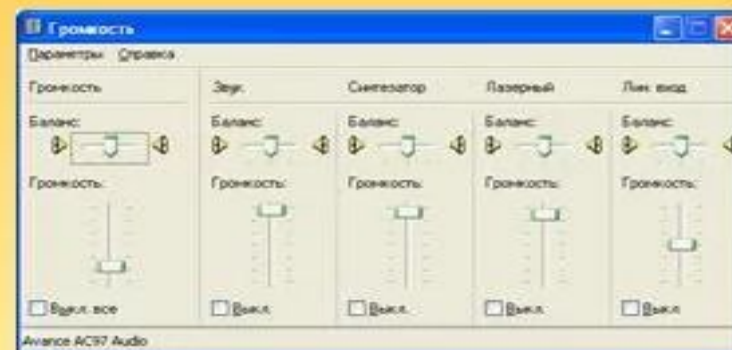 Громкость
Параметры Справка
Громкость Звук Синтезатор Лазерный Лин. вход
Баланс: Баланс: Баланс: Баланс: Баланс:
Громкость: Громкость: Громкость: Громкость: Громкость:
Выкл. все Выкл. Выкл. Выкл. Выкл.
Avance AC97 Audio